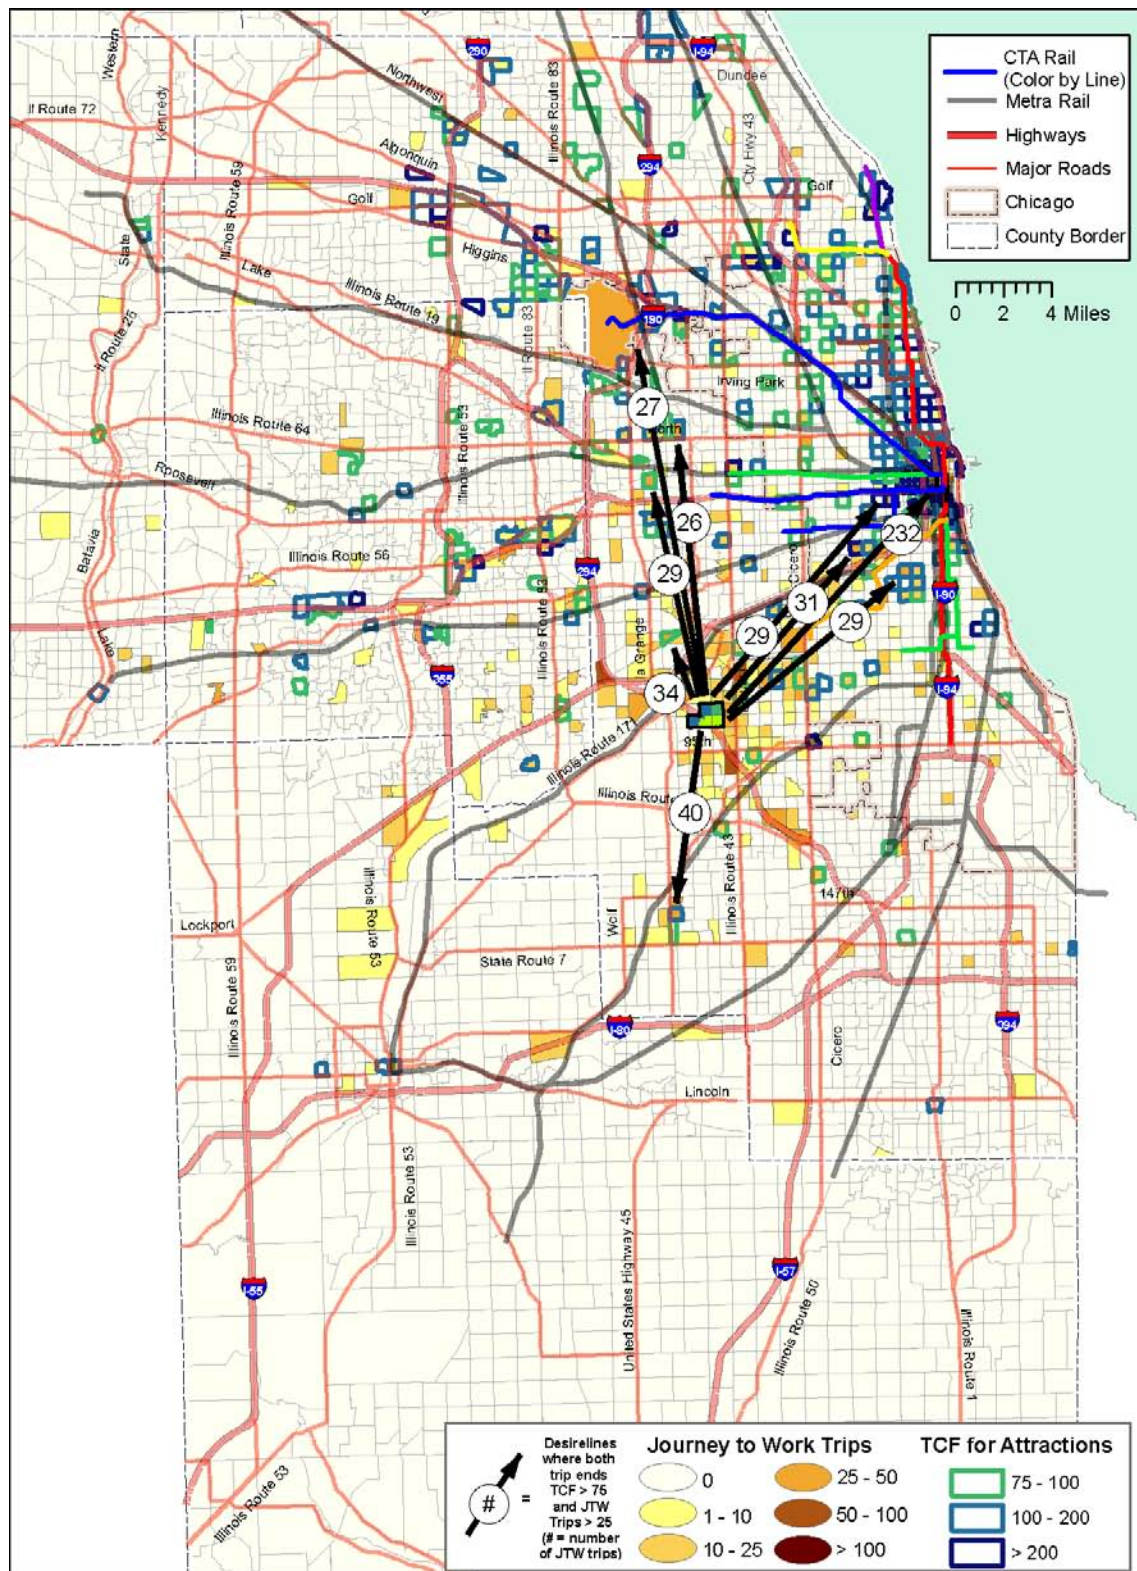 Western
Kennedy
Il Route 72
Northwest
290
Illinois Route 83
I-94
Dundee
Cty Hwy 43
Algonquin
Illinois Route 59
294
Golf
Golf
Higgins
State
Lake
Illinois Route 19
Il Route 83
190
Il Route 25
Irving Park
27
Illinois Route 64
Illinois Route 53
Roosevelt
Illinois Route 53
26
232
Batavia
Illinois Route 56
294
29
Cicero
31
I-90
Illinois Route 83
29
29
Lake
a Grange
355
34
I-94
Illinois Route 171
95th
Illinois Route
40
Illinois Route 43
147th
Lockport
Illinois Route 53
Wolf
State Route 7
Illinois Route 59
I-80
294
Cicero
Lincoln
Illinois Route 53
United States Highway 45
I-55
I-57
Illinois Route 50
Illinois Route 1
Illinois Route 53
CTA Rail
(Color by Line)
Metra Rail
Highways
Major Roads
Chicago
County Border
0 2 4 Miles
# =
Desirelines
where both
trip ends
TCF > 75
and JTW
Trips > 25
(# = number
of JTW trips)
Journey to Work Trips
0
1 - 10
10 - 25
25 - 50
50 - 100
> 100
TCF for Attractions
75 - 100
100 - 200
> 200